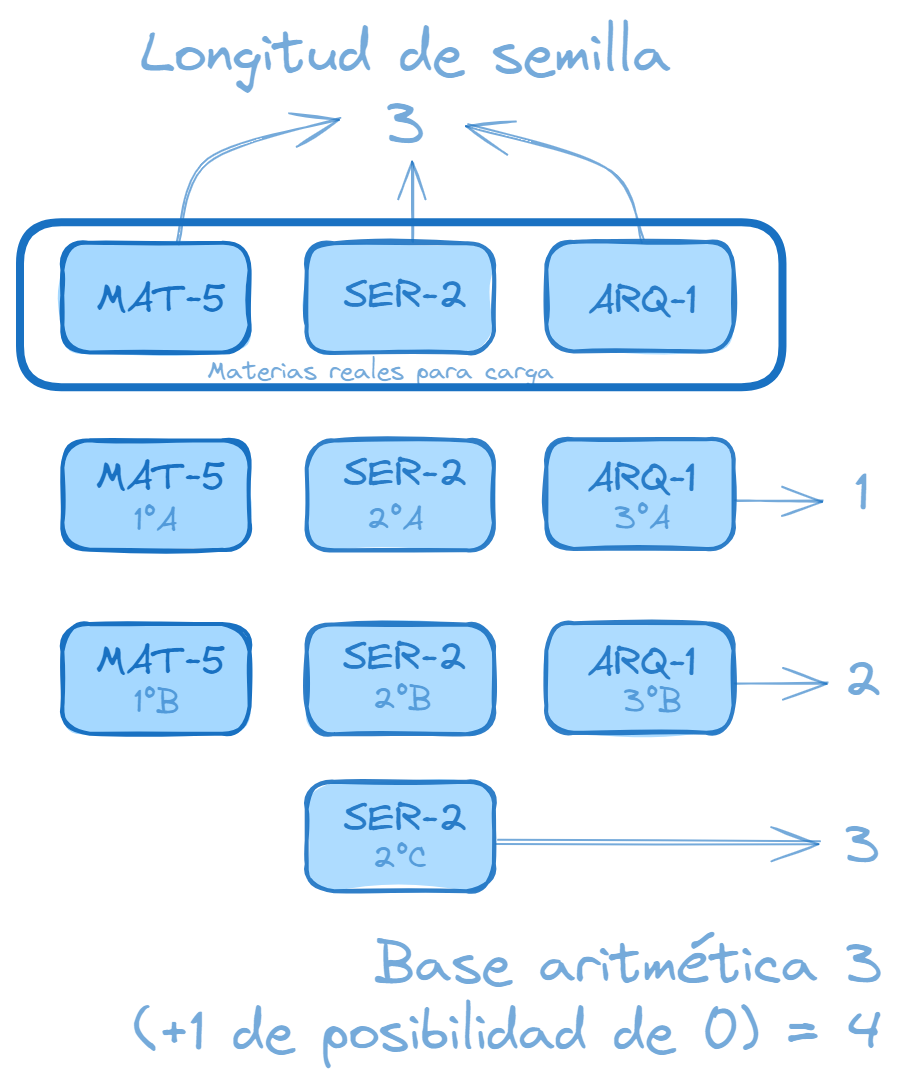 Longitud de semilla
3
MAT-5 SER-2 ARQ-1
Materias reales para carga
MAT-5 SER-2 ARQ-1
1°A 2°A 3°A 1
MAT-5 SER-2 ARQ-1
1°B 2°B 3°B 2
SER-2
2°C 3
Base aritmética 3
(+1 de posibilidad de 0) = 4